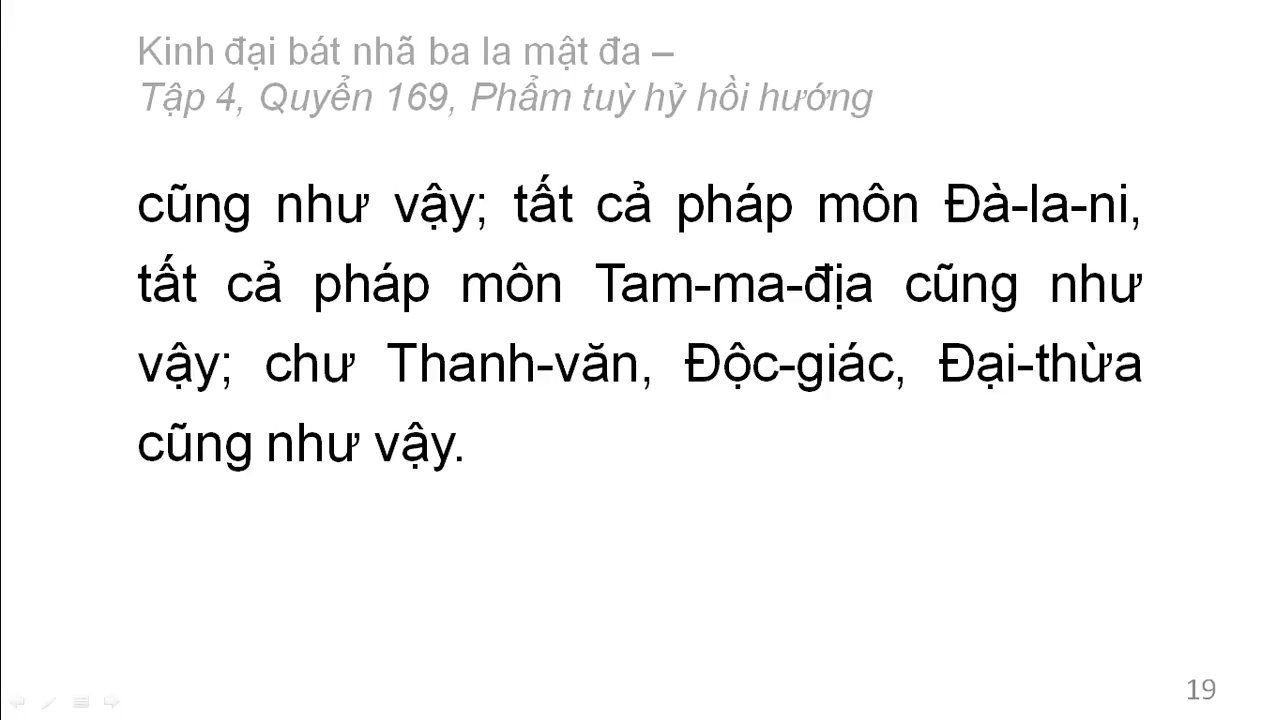 Kinh đại bát nhã ba la mật đa –
Tập 4, Quyển 169, Phẩm tuỳ hỷ hồi hướng
cũng như vậy; tất cả pháp môn Đà-la-ni,
tất cả pháp môn Tam-ma-địa cũng như
vậy; chư Thanh-văn, Độc-giác, Đại-thừa
cũng như vậy.
19